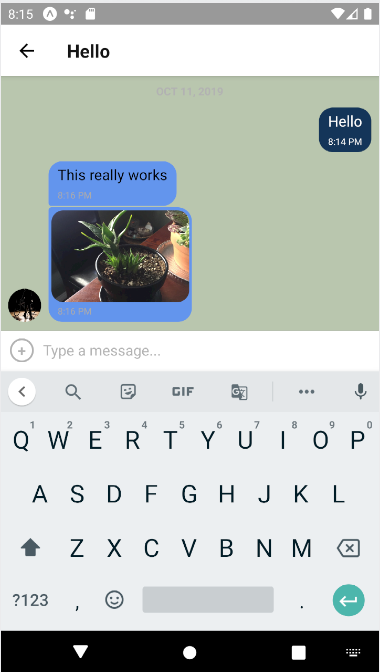 8:15
Hello
OCT 11, 2019
Hello
8:14 PM
This really works
8:16 PM
8:16 PM
Type a message...
GIF
1 2 3 4 5 6 7 8 9 0
Q W E R T Y U I O P
A S D F G H J K L
Z X C V B N M
?123 , .